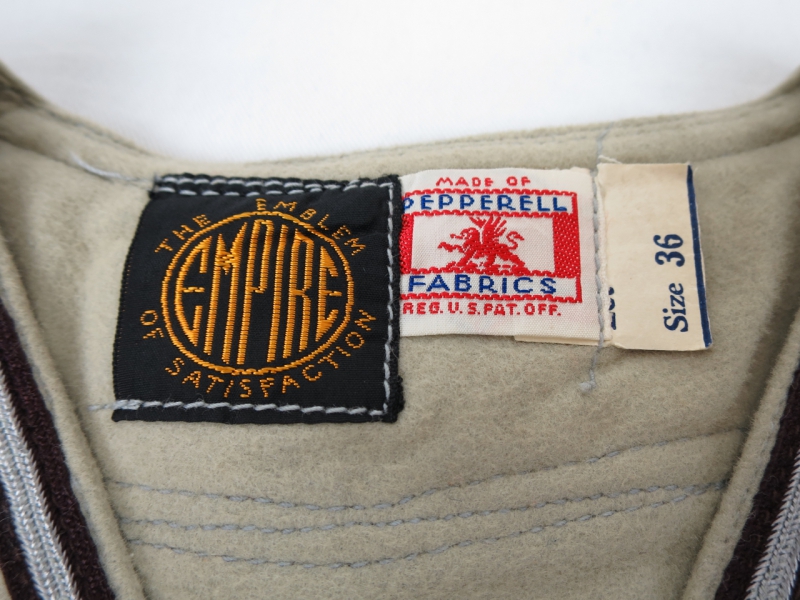 THE EMBLEM
EMPIRE
OF SATISFACTION
MADE OF
PEPPERELL
FABRICS
REG. U.S. PAT. OFF.
Size 36